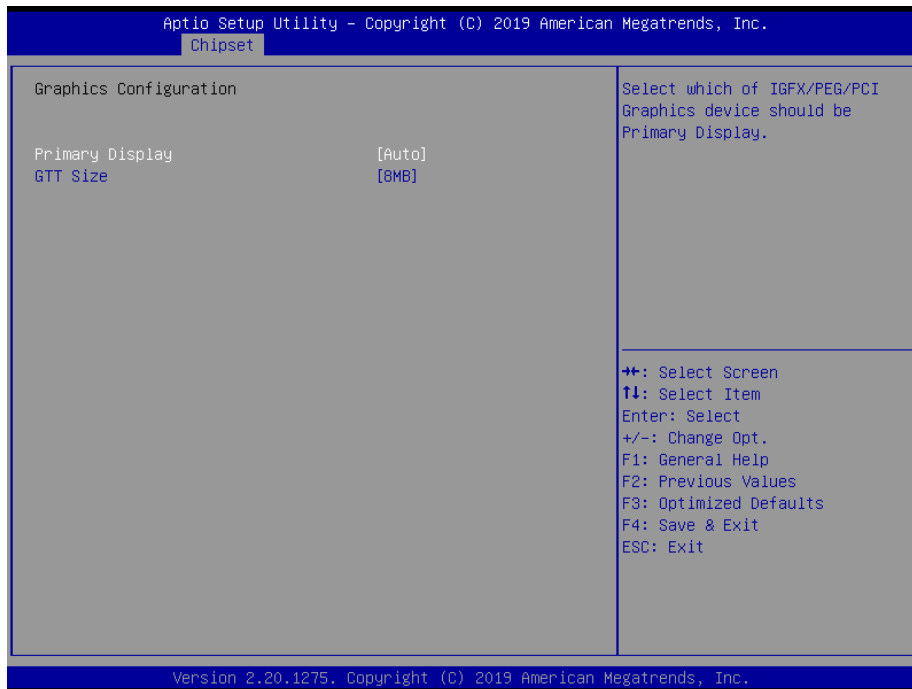 Aptio Setup Utility – Copyright (C) 2019 American Megatrends, Inc.
Chipset
Graphics Configuration
Primary Display [Auto]
GTT Size [8MB]
Select which of IGFX/PEG/PCI
Graphics device should be
Primary Display.
→←: Select Screen
↑↓: Select Item
Enter: Select
+/-: Change Opt.
F1: General Help
F2: Previous Values
F3: Optimized Defaults
F4: Save & Exit
ESC: Exit
Version 2.20.1275. Copyright (C) 2019 American Megatrends, Inc.